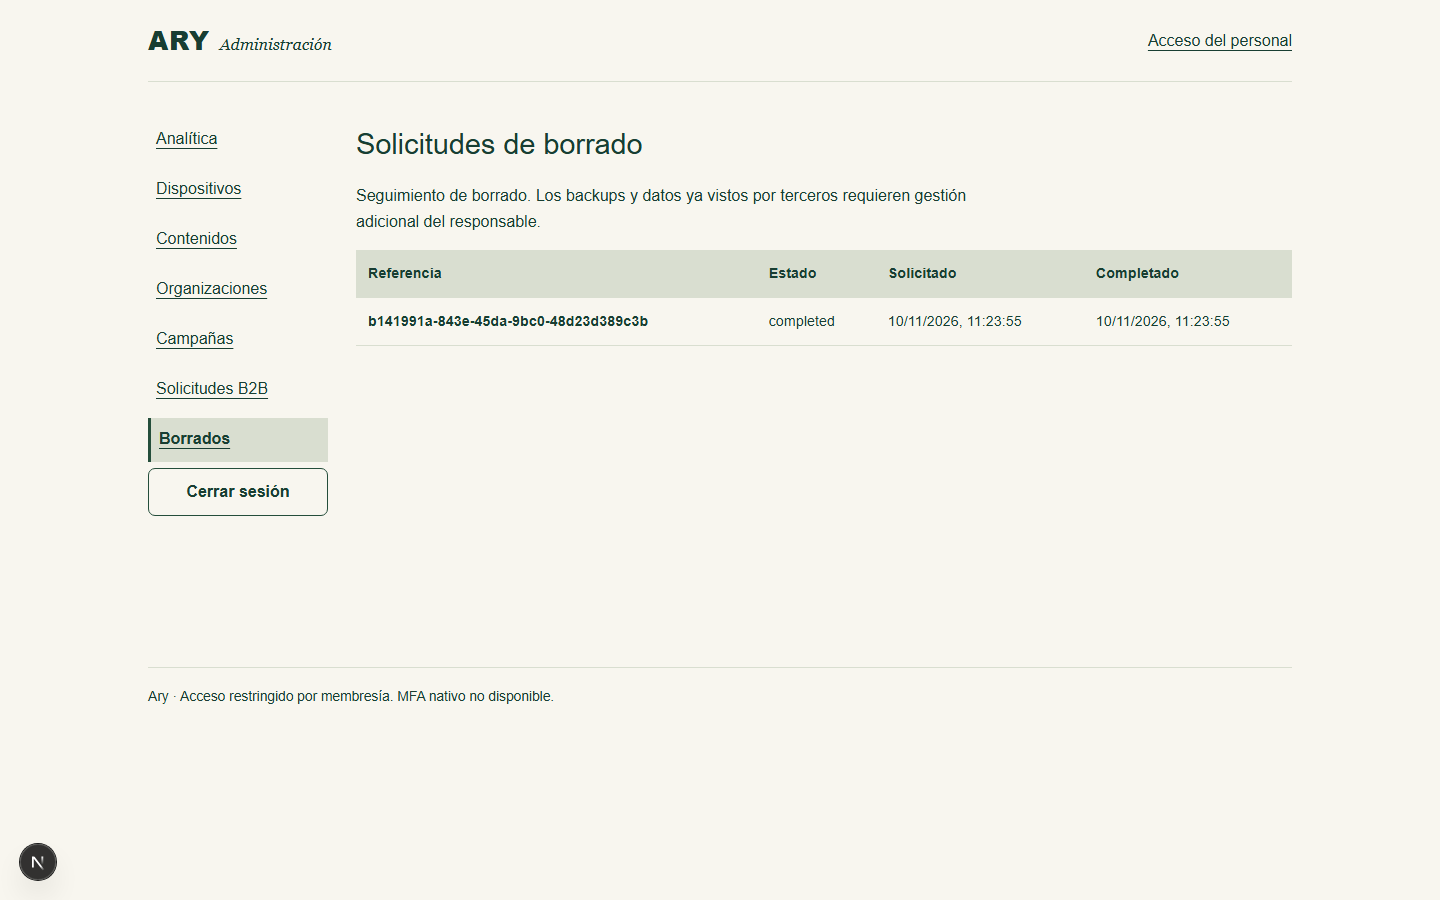 ARY Administración
Acceso del personal
Analítica
Dispositivos
Contenidos
Organizaciones
Campañas
Solicitudes B2B
Borrados
Cerrar sesión
Solicitudes de borrado
Seguimiento de borrado. Los backups y datos ya vistos por terceros requieren gestión
adicional del responsable.
Referencia Estado Solicitado Completado
b141991a-843e-45da-9bc0-48d23d389c3b completed 10/11/2026, 11:23:55 10/11/2026, 11:23:55
Ary · Acceso restringido por membresía. MFA nativo no disponible.
N